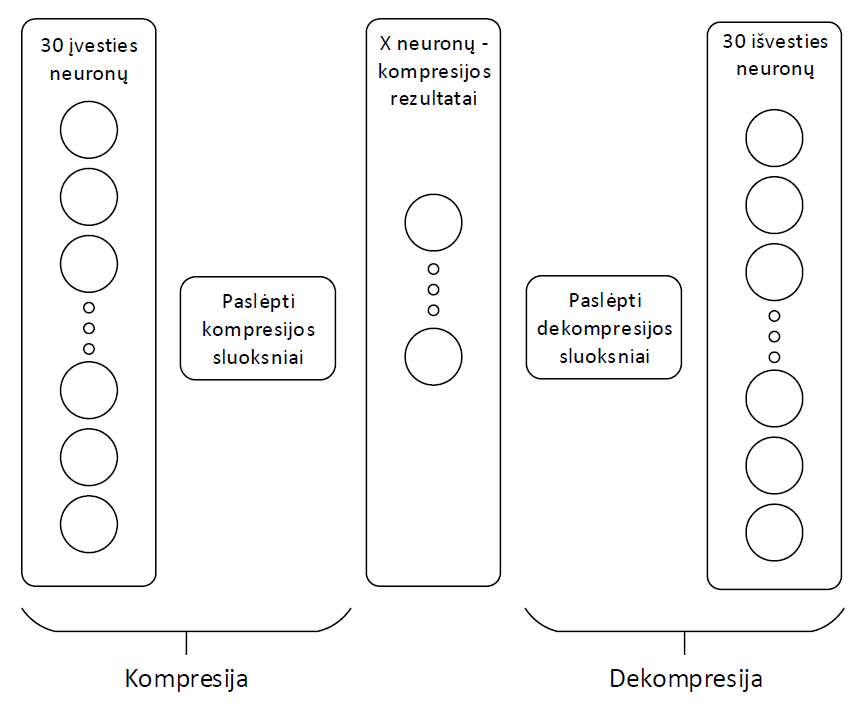 30 įvesties
neuronų
X neuronų -
kompresijos
rezultatai
30 išvesties
neuronų
Paslėpti
kompresijos
sluoksniai
Paslėpti
dekompresijos
sluoksniai
Kompresija
Dekompresija